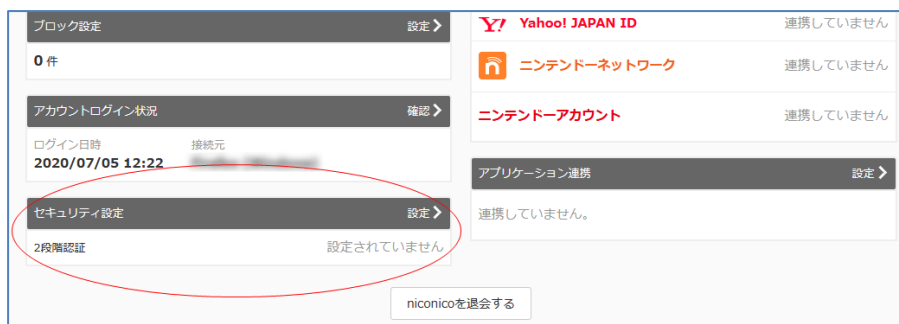 ブロック設定 設定
0 件
アカウントログイン状況 確認
ログイン日時 接続元
2020/07/05 12:22
セキュリティ設定 設定
2段階認証 設定されていません
Y! Yahoo! JAPAN ID 連携していません
n ニンテンドーネットワーク 連携していません
ニンテンドーアカウント 連携していません
アプリケーション連携 設定
連携していません。
niconicoを退会する